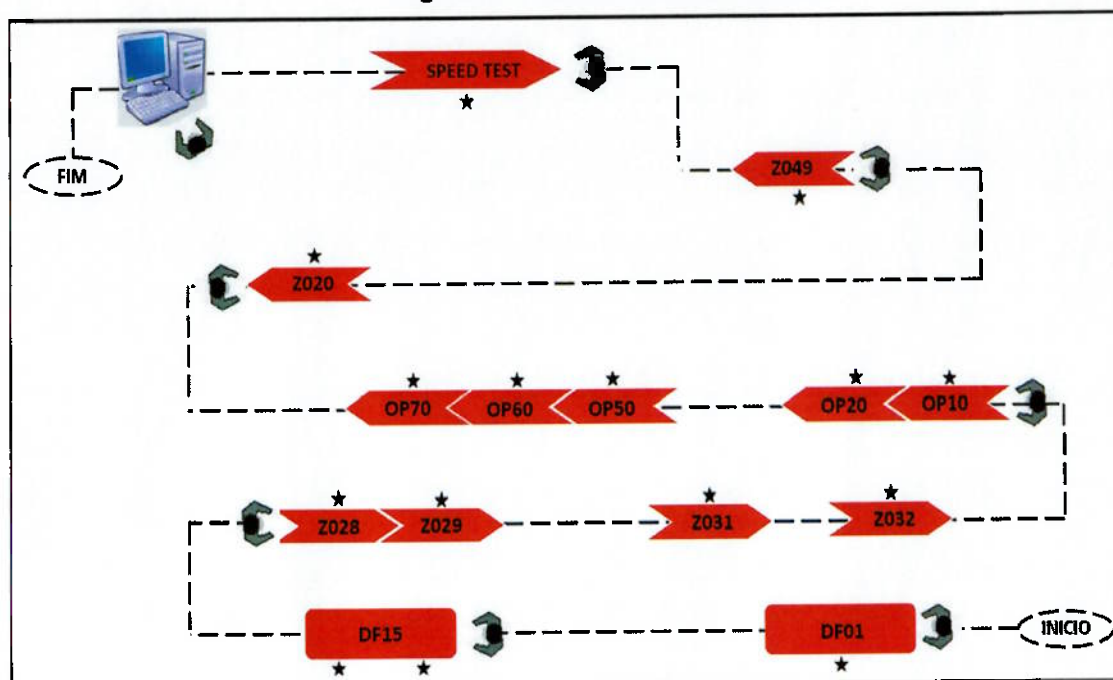 SPEED TEST
Z049
FIM
Z020
OP70 OP60 OP50 OP20 OP10
Z028 Z029 Z031 Z032
DF15 DF01 INICIO